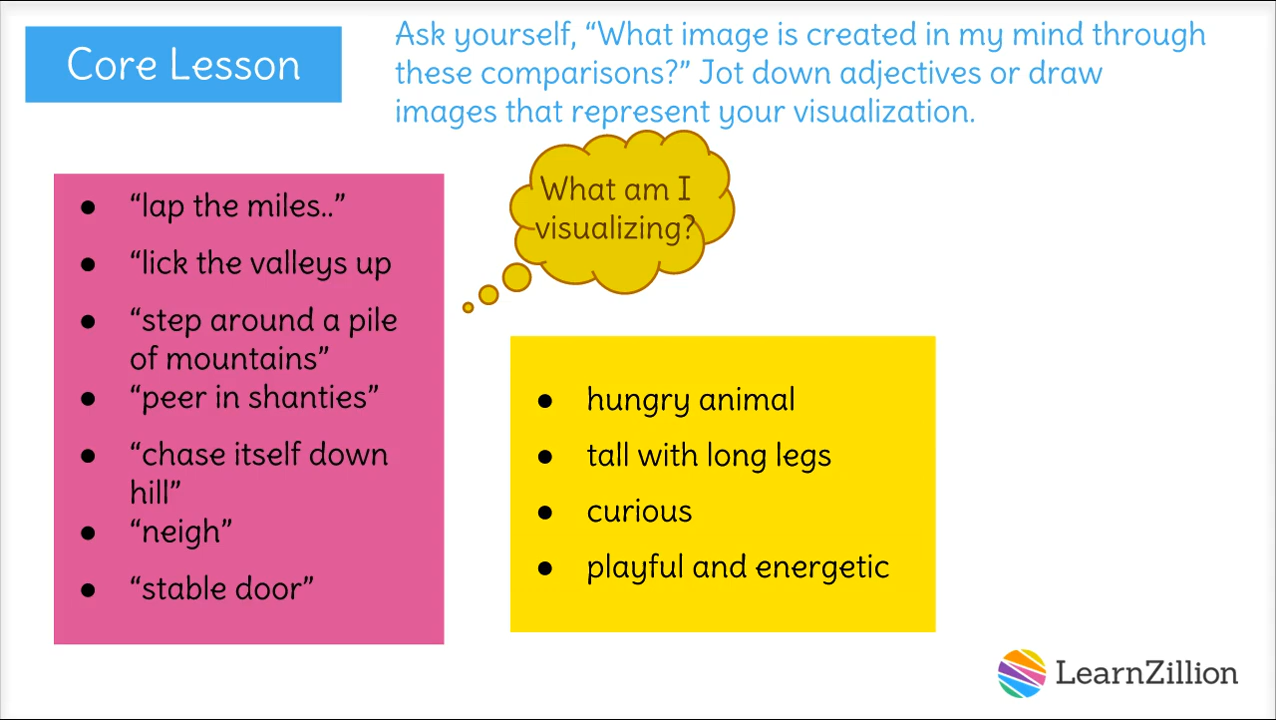 Core Lesson
Ask yourself, “What image is created in my mind through
these comparisons?” Jot down adjectives or draw
images that represent your visualization.
What am I
visualizing?
● “lap the miles..”
● “lick the valleys up
● “step around a pile
of mountains”
● “peer in shanties”
● “chase itself down
hill”
● “neigh”
● “stable door”
● hungry animal
● tall with long legs
● curious
● playful and energetic
LearnZillion